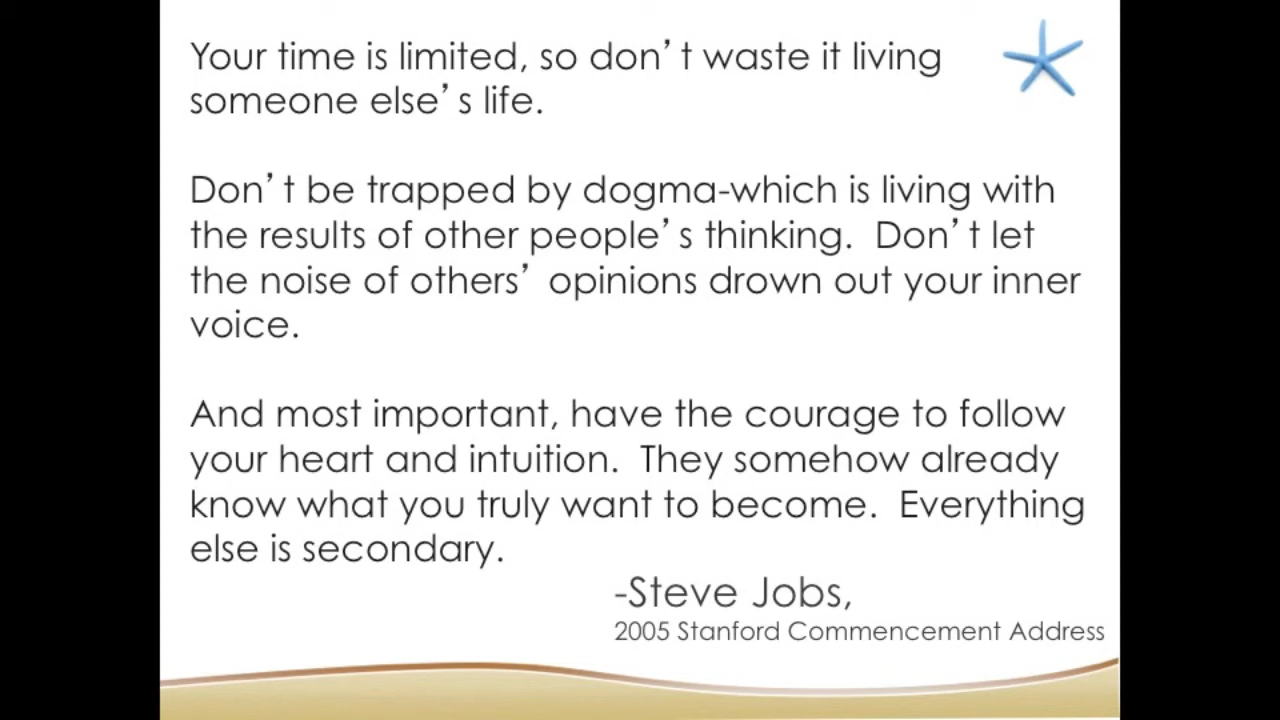 Your time is limited, so don’t waste it living
someone else’s life.
Don’t be trapped by dogma-which is living with
the results of other people’s thinking.  Don’t let
the noise of others’ opinions drown out your inner
voice.
And most important, have the courage to follow
your heart and intuition.  They somehow already
know what you truly want to become.  Everything
else is secondary.
-Steve Jobs,
2005 Stanford Commencement Address